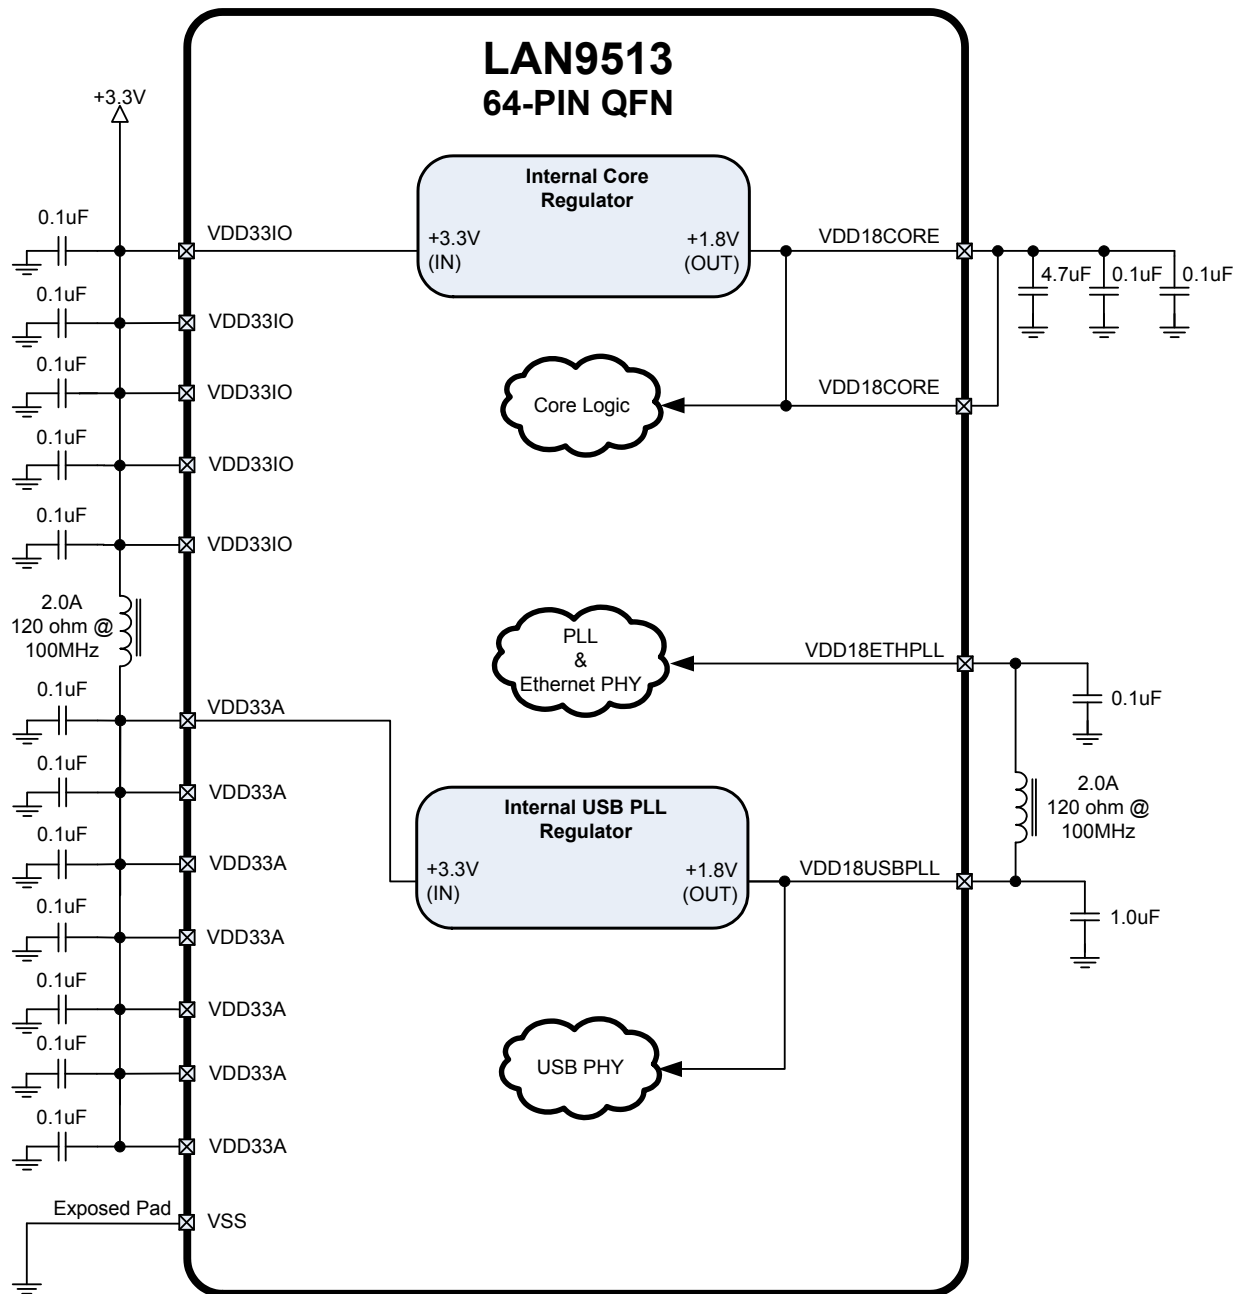 LAN9513
64-PIN QFN
+3.3V
Internal Core
Regulator
0.1uF
VDD33IO
+3.3V
(IN)
+1.8V
(OUT)
VDD18CORE
4.7uF
0.1uF
0.1uF
0.1uF
VDD33IO
0.1uF
VDD33IO
Core Logic
VDD18CORE
0.1uF
VDD33IO
0.1uF
VDD33IO
2.0A
120 ohm @
100MHz
PLL
&
Ethernet PHY
VDD18ETHPLL
0.1uF
0.1uF
VDD33A
0.1uF
VDD33A
Internal USB PLL
Regulator
2.0A
120 ohm @
100MHz
0.1uF
VDD33A
+3.3V
(IN)
+1.8V
(OUT)
VDD18USBPLL
1.0uF
0.1uF
VDD33A
0.1uF
VDD33A
0.1uF
VDD33A
USB PHY
0.1uF
VDD33A
Exposed Pad
VSS